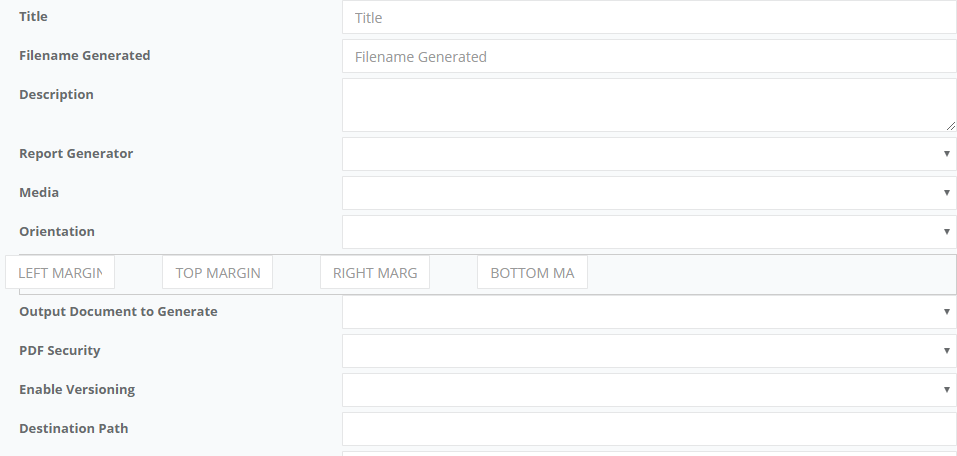 Title Title
Filename Generated Filename Generated
Description
Report Generator
Media
Orientation
LEFT MARGIN TOP MARGIN RIGHT MARG BOTTOM MA
Output Document to Generate
PDF Security
Enable Versioning
Destination Path